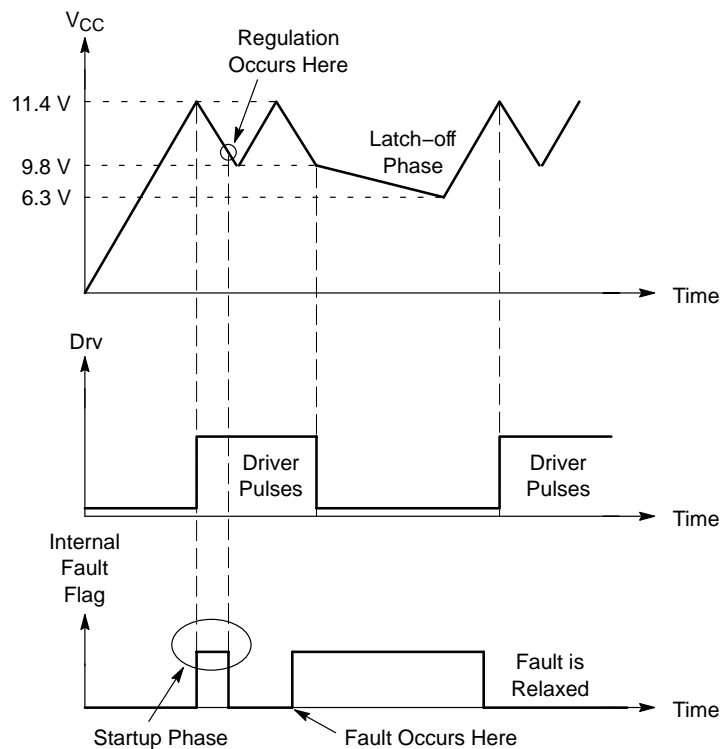 V_CC
Regulation
Occurs Here
11.4 V
9.8 V
6.3 V
Latch−off
Phase
Time
Drv
Driver
Pulses
Driver
Pulses
Time
Internal
Fault
Flag
Fault is
Relaxed
Time
Startup Phase
Fault Occurs Here